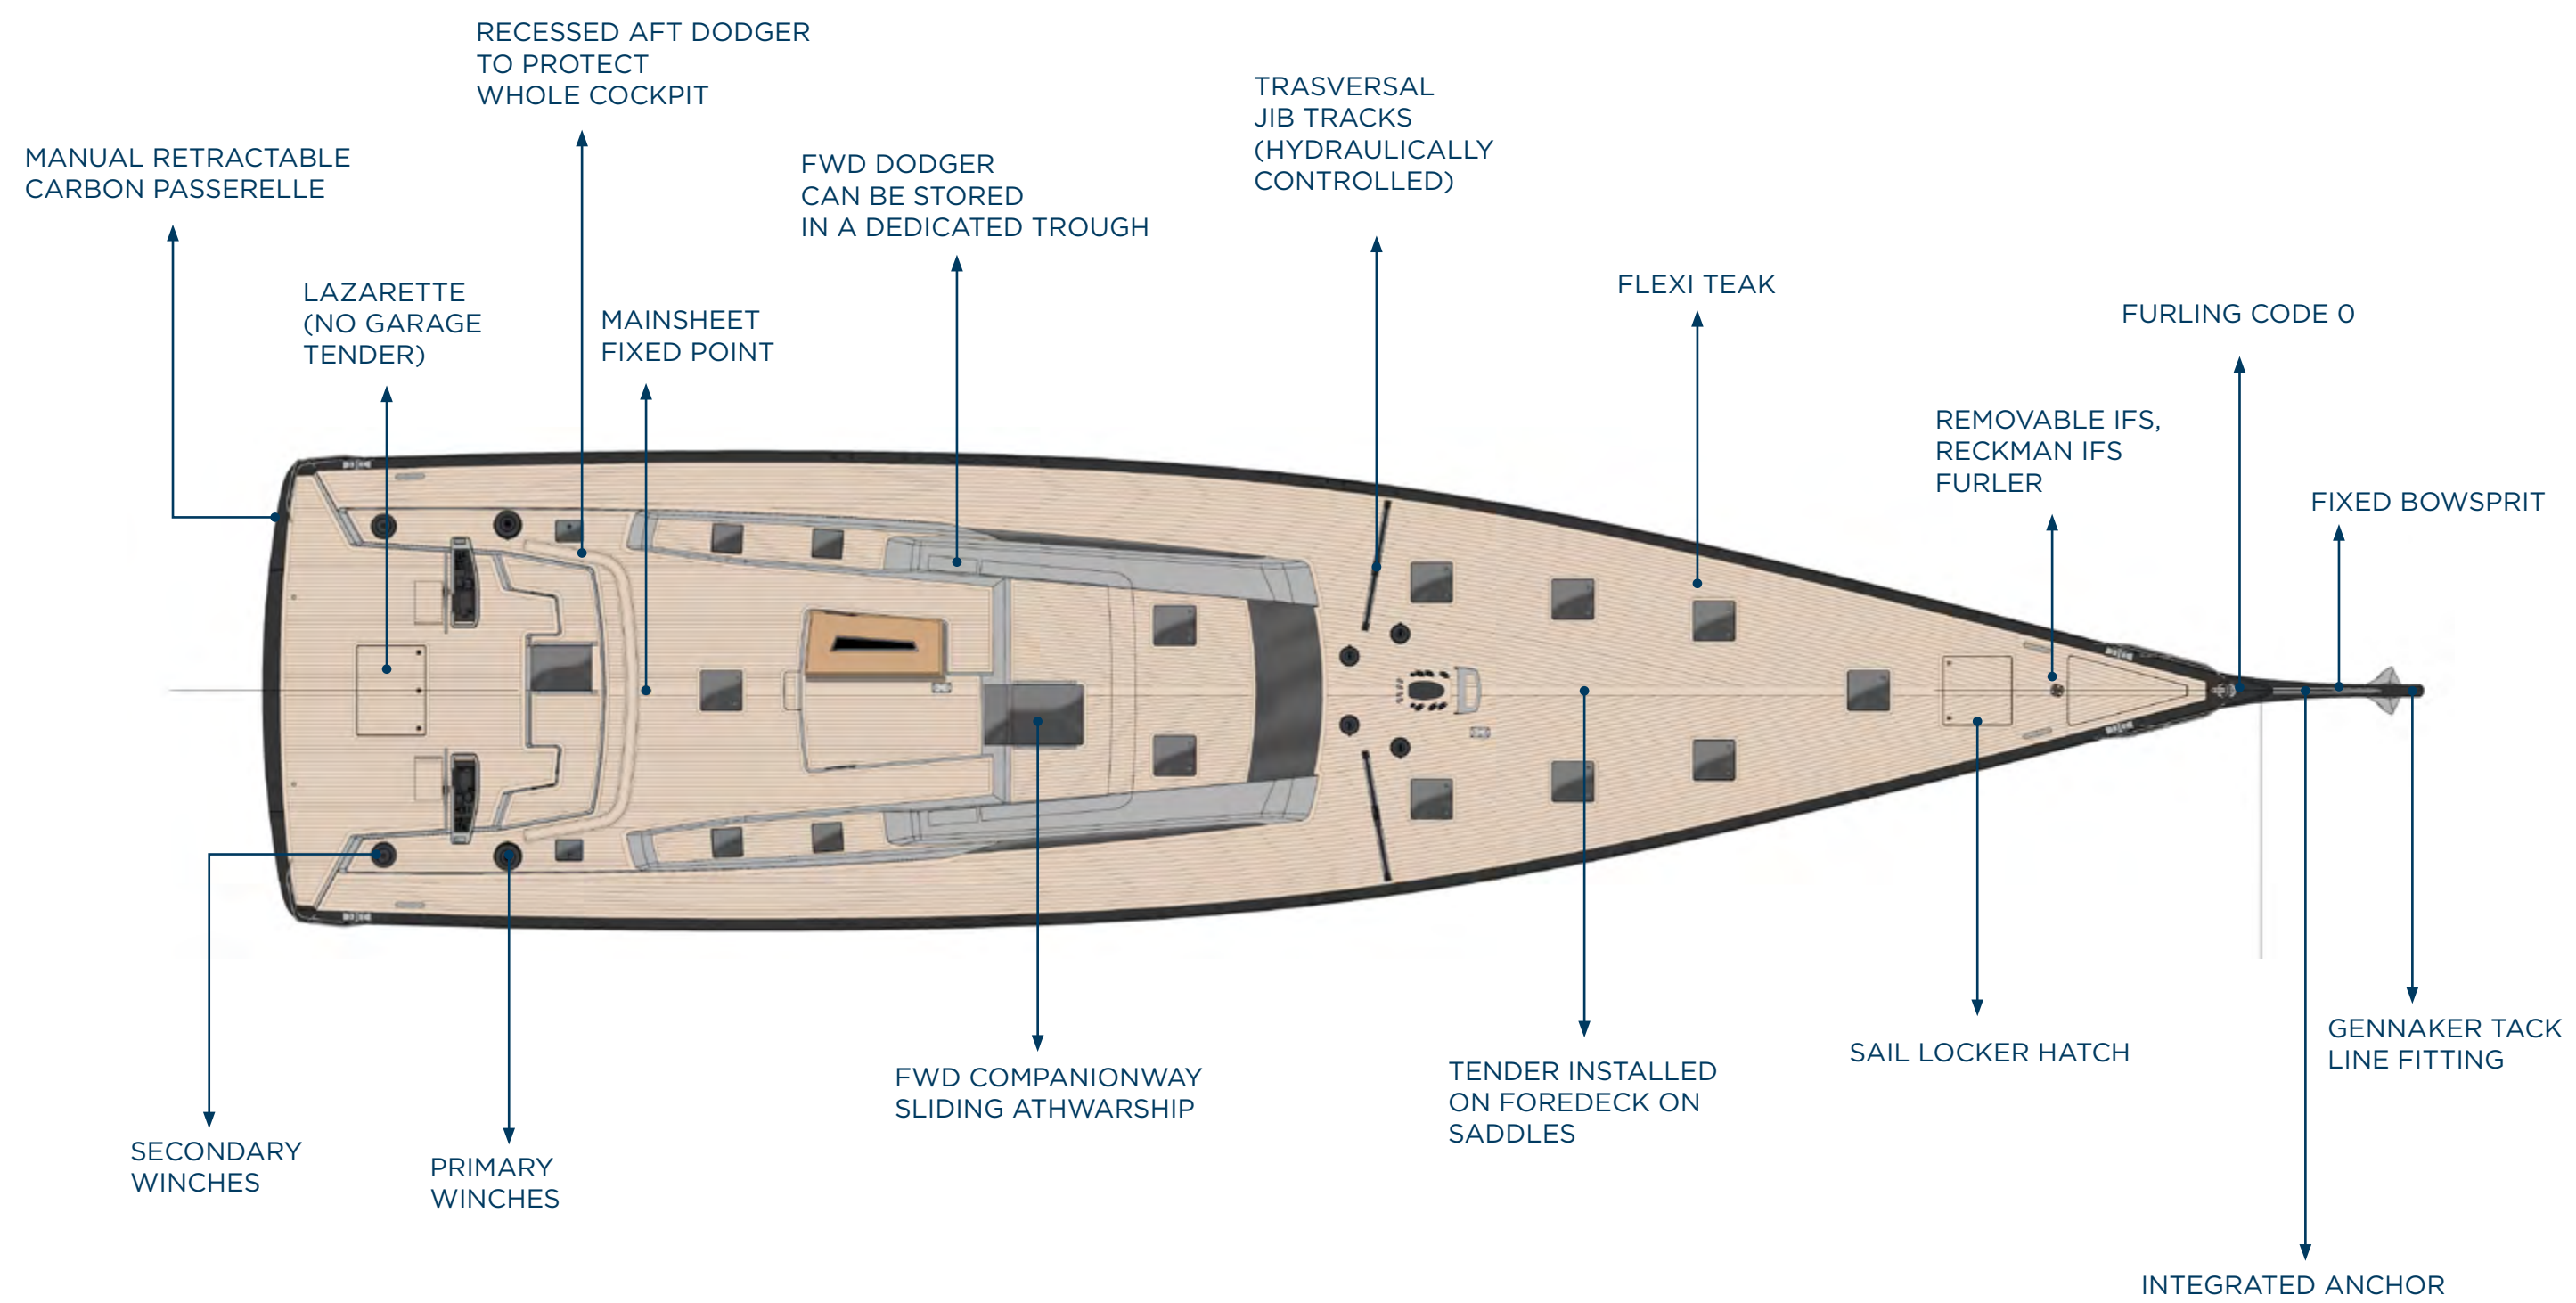 RECESSED AFT DODGER
TO PROTECT
WHOLE COCKPIT
TRASVERSAL
JIB TRACKS
(HYDRAULICALLY
CONTROLLED)
MANUAL RETRACTABLE
CARBON PASSERELLE
FWD DODGER
CAN BE STORED
IN A DEDICATED TROUGH
LAZARETTE
(NO GARAGE
TENDER)
MAINSHEET
FIXED POINT
FLEXI TEAK
FURLING CODE 0
REMOVABLE IFS,
RECKMAN IFS
FURLER
FIXED BOWSPRIT
SECONDARY
WINCHES
PRIMARY
WINCHES
FWD COMPANIONWAY
SLIDING ATHWARSHIP
TENDER INSTALLED
ON FOREDECK ON
SADDLES
SAIL LOCKER HATCH
GENNAKER TACK
LINE FITTING
INTEGRATED ANCHOR